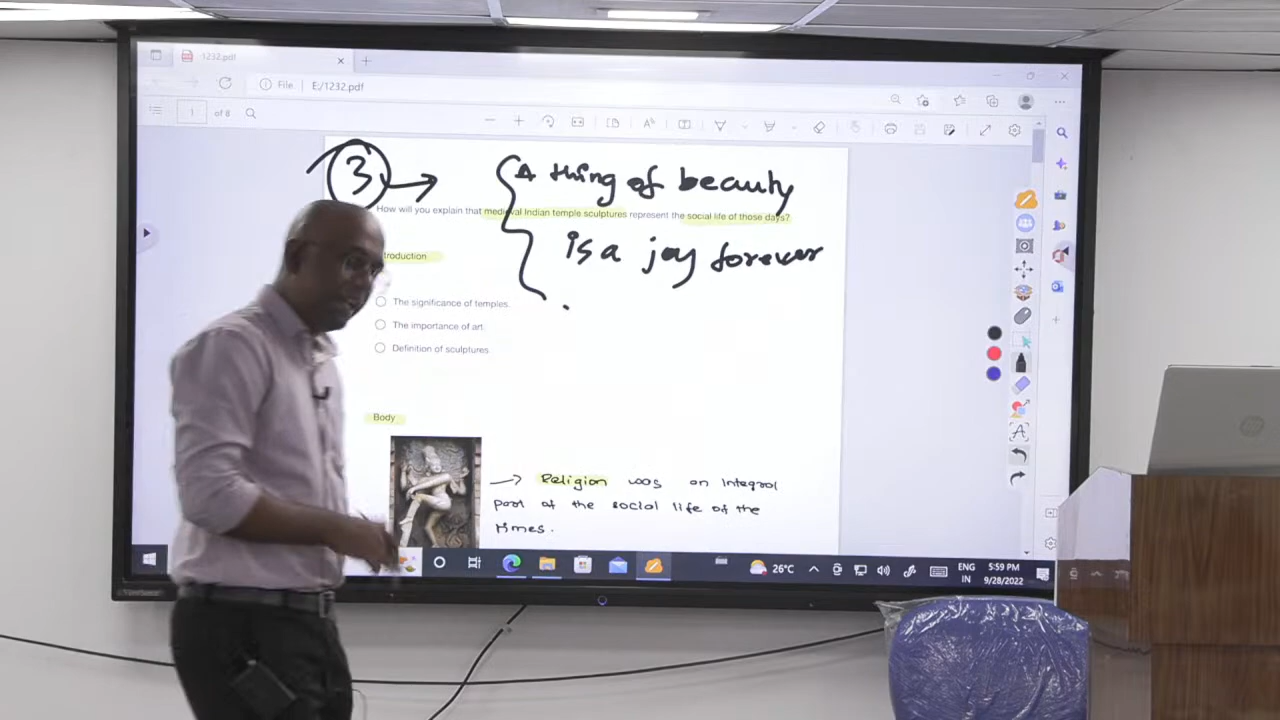 1232.pdf
File
E:/1232.pdf
1
of 8
3
A thing of beauty
How will you explain that medieval Indian temple sculptures represent the social life of those days?
is a joy forever
troduction
The significance of temples.
The importance of art.
Definition of sculptures.
Body
→ Religion was an Integral
part of the social life of the
times.
26°C
ENG
IN
5:59 PM
9/28/2022
ViewSonic
hp